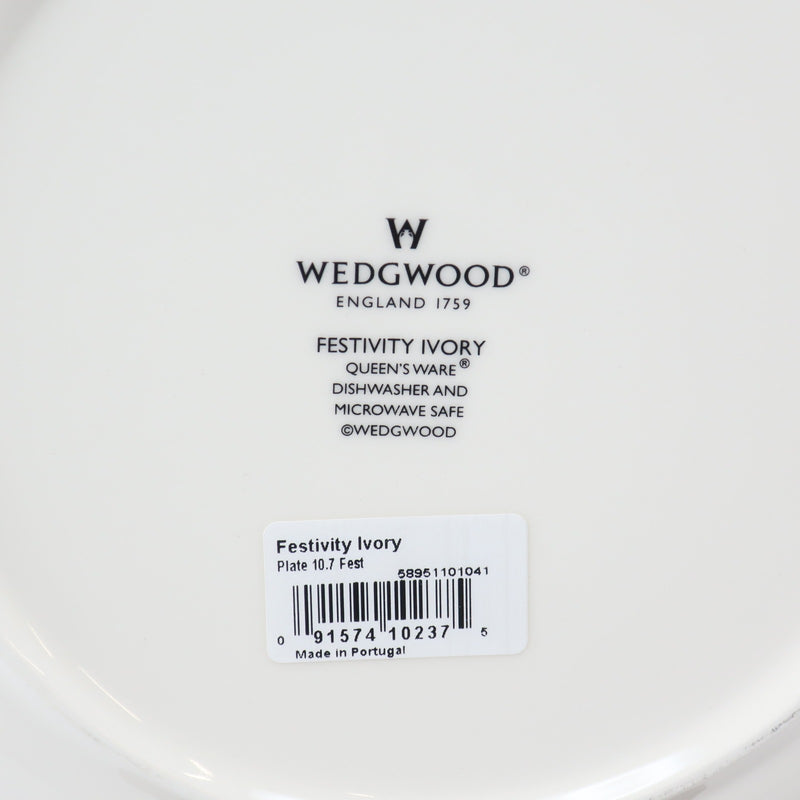 W
WEDGWOOD®
ENGLAND 1759
FESTIVITY IVORY
QUEEN'S WARE®
DISHWASHER AND
MICROWAVE SAFE
©WEDGWOOD
Festivity Ivory
Plate 10.7 Fest
58951101041
0 91574 10237 5
Made in Portugal